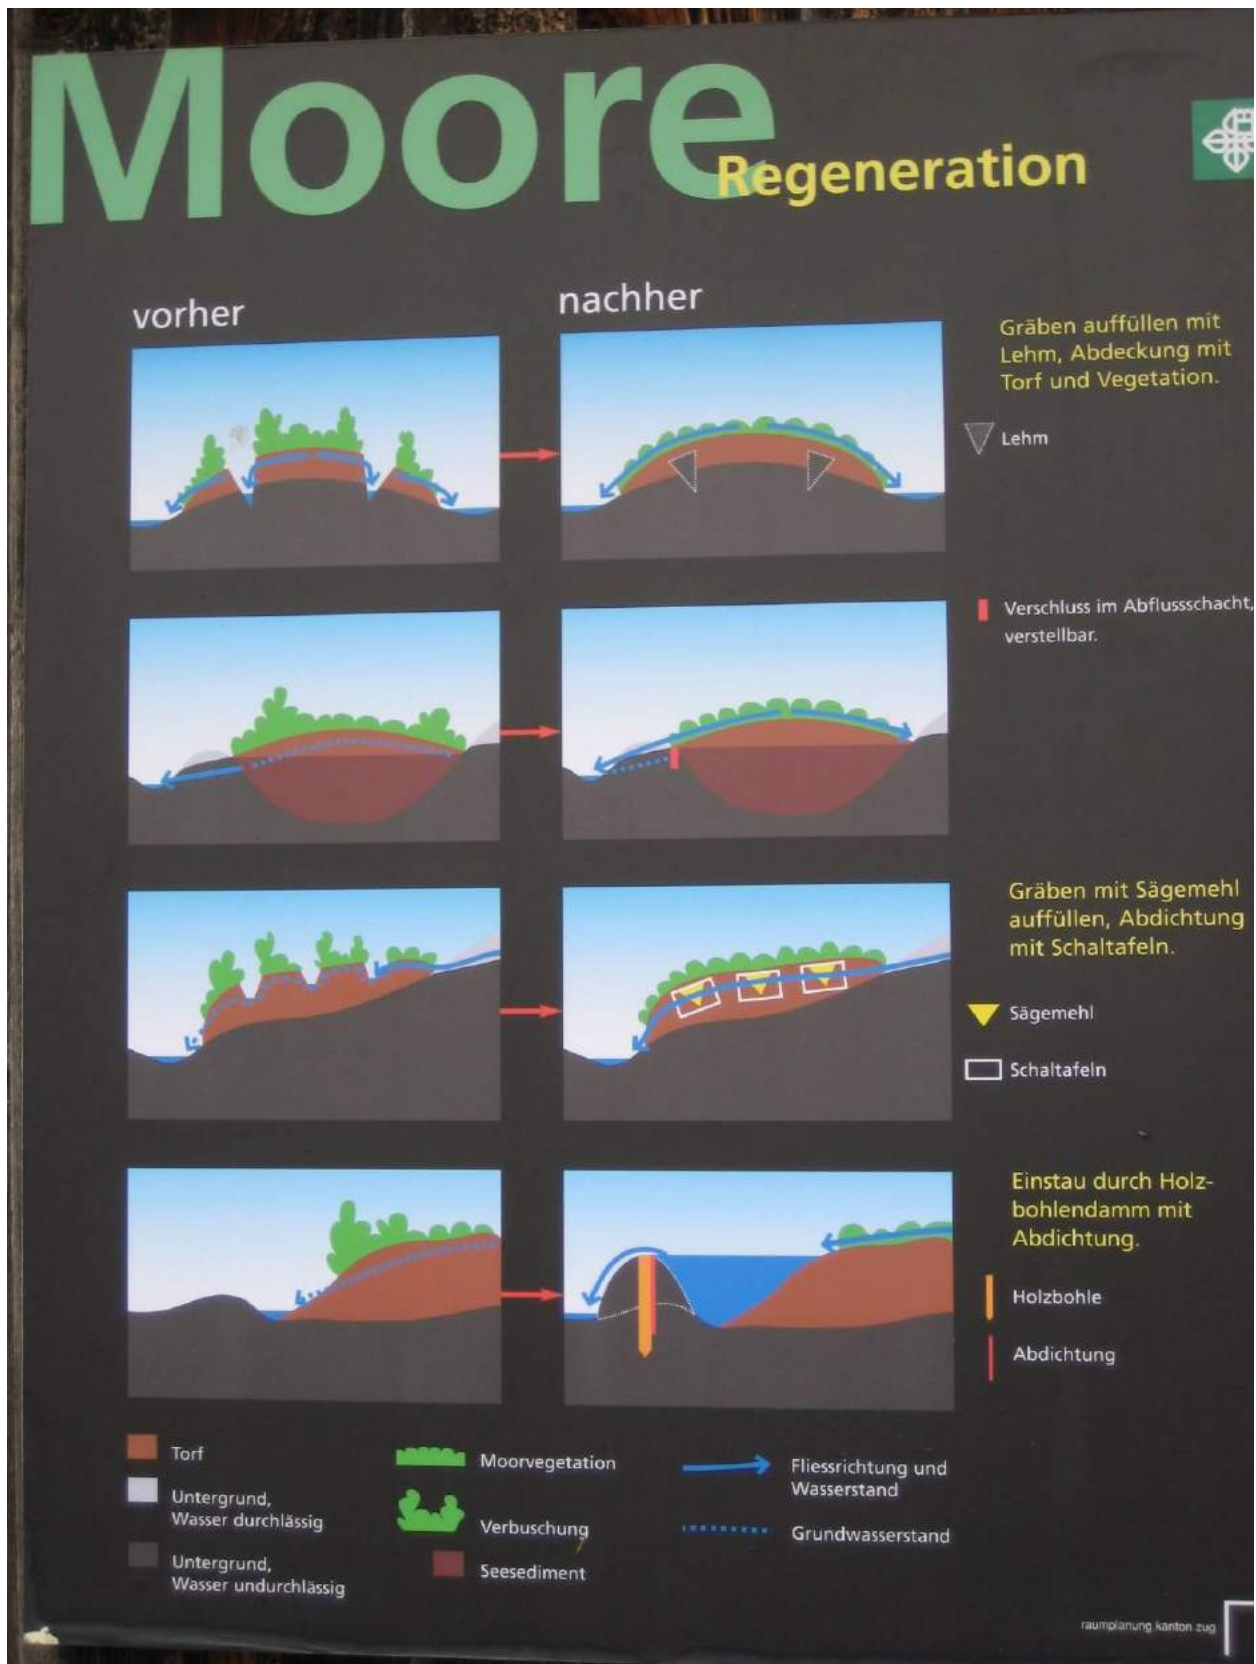 Moore
Regeneration
vorher
nachher
Gräben auffüllen mit
Lehm, Abdeckung mit
Torf und Vegetation.
Lehm
Verschluss im Abflussschacht,
verstellbar.
Gräben mit Sägemehl
auffüllen, Abdichtung
mit Schaltafeln.
Sägemehl
Schaltafeln
Einstau durch Holz-
bohlendamm mit
Abdichtung.
Holzbohle
Abdichtung
Torf
Untergrund,
Wasser durchlässig
Untergrund,
Wasser undurchlässig
Moorvegetation
Verbuschung
Seesediment
Fliessrichtung und
Wasserstand
Grundwasserstand
raumplanung kanton zug